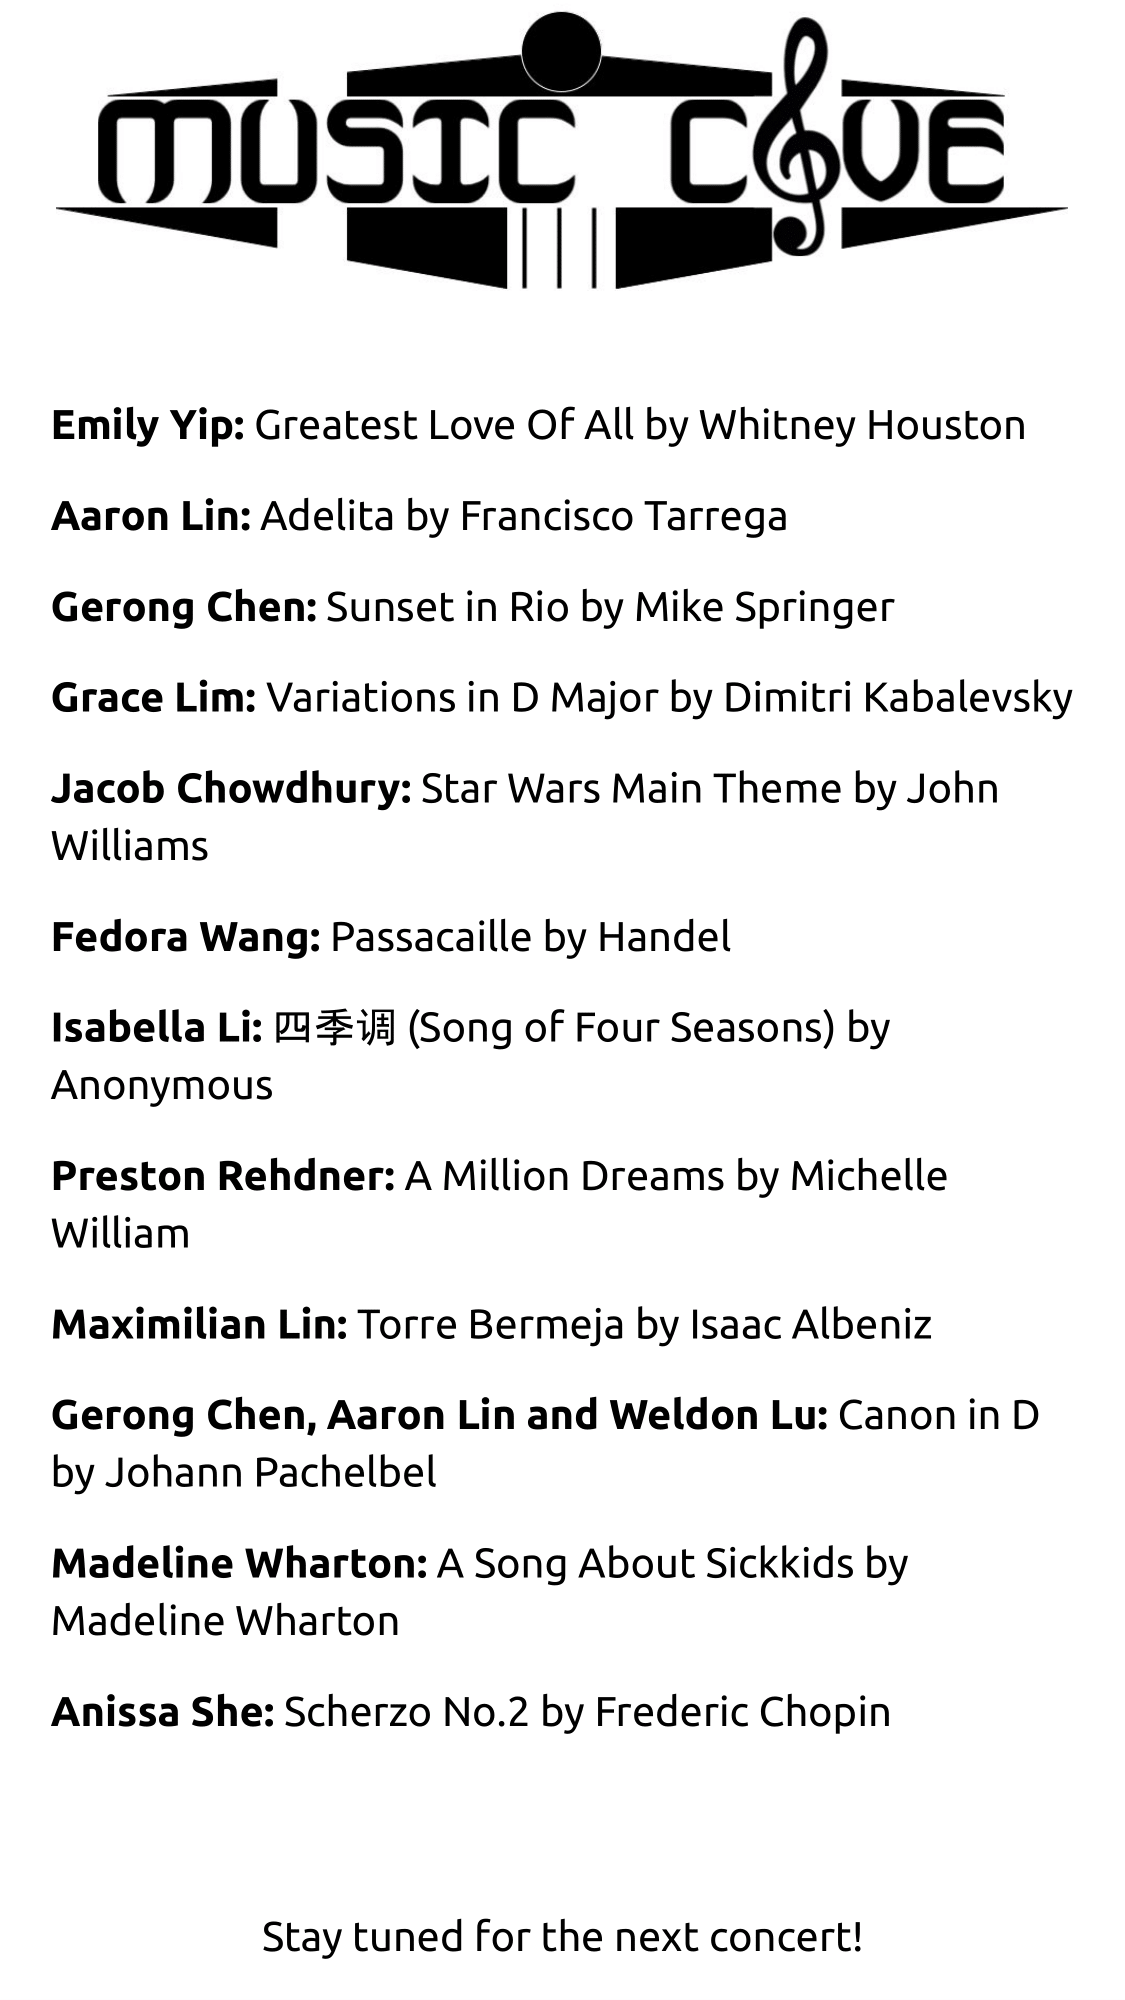 MUSIC CAVE
Emily Yip: Greatest Love Of All by Whitney Houston
Aaron Lin: Adelita by Francisco Tarrega
Gerong Chen: Sunset in Rio by Mike Springer
Grace Lim: Variations in D Major by Dimitri Kabalevsky
Jacob Chowdhury: Star Wars Main Theme by John
Williams
Fedora Wang: Passacaille by Handel
Isabella Li: 四季调 (Song of Four Seasons) by
Anonymous
Preston Rehdner: A Million Dreams by Michelle
William
Maximilian Lin: Torre Bermeja by Isaac Albeniz
Gerong Chen, Aaron Lin and Weldon Lu: Canon in D
by Johann Pachelbel
Madeline Wharton: A Song About Sickkids by
Madeline Wharton
Anissa She: Scherzo No.2 by Frederic Chopin
Stay tuned for the next concert!